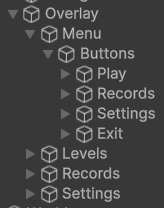 Overlay
Menu
Buttons
Play
Records
Settings
Exit
Levels
Records
Settings